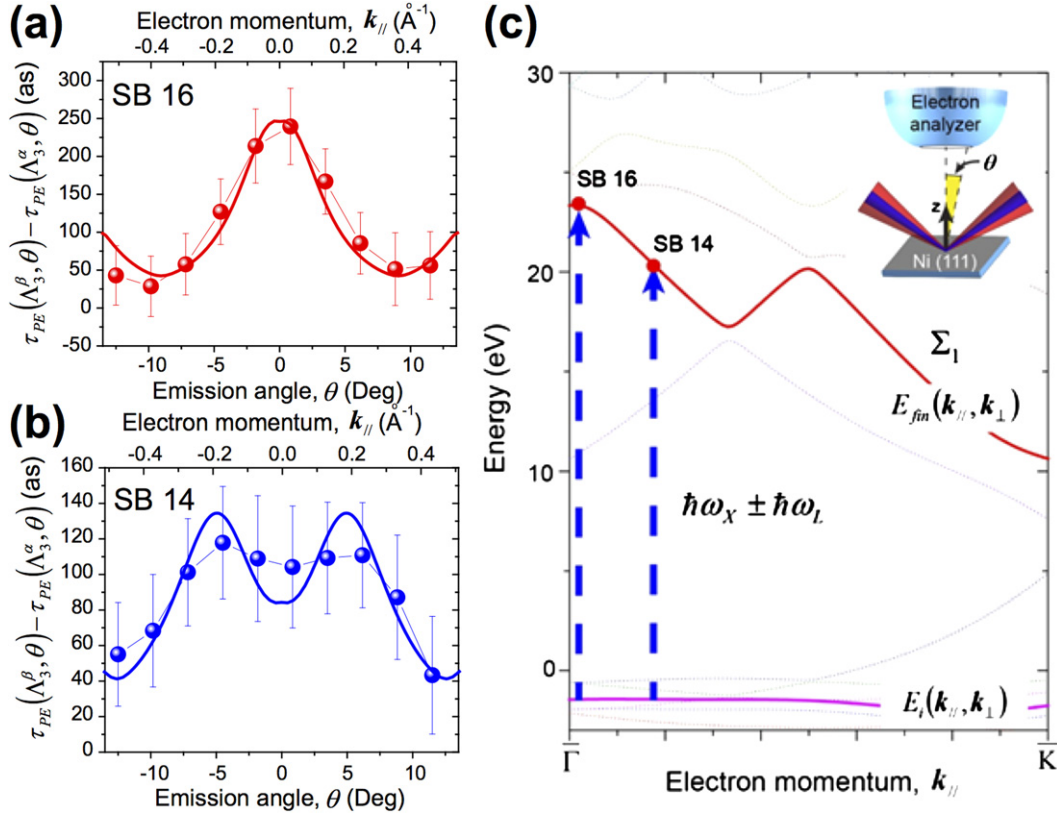 (a)
Electron momentum, k// (Å-1)
-0.4 -0.2 0.0 0.2 0.4
τPE(Λ3β,θ)−τPE(Λ3α,θ) (as)
300
250
200
150
100
50
0
-50
SB 16
-10 -5 0 5 10
Emission angle, θ (Deg)
(b)
Electron momentum, k// (Å-1)
-0.4 -0.2 0.0 0.2 0.4
τPE(Λ3β,θ)−τPE(Λ3α,θ) (as)
160
140
120
100
80
60
40
20
0
SB 14
-10 -5 0 5 10
Emission angle, θ (Deg)
(c)
Energy (eV)
30
20
10
0
SB 16
SB 14
Electron
analyzer
θ
z
Ni (111)
Σ1
Efin(k//,k⊥)
ħωX ± ħωL
Ei(k//,k⊥)
Γ̅ K̅
Electron momentum, k//